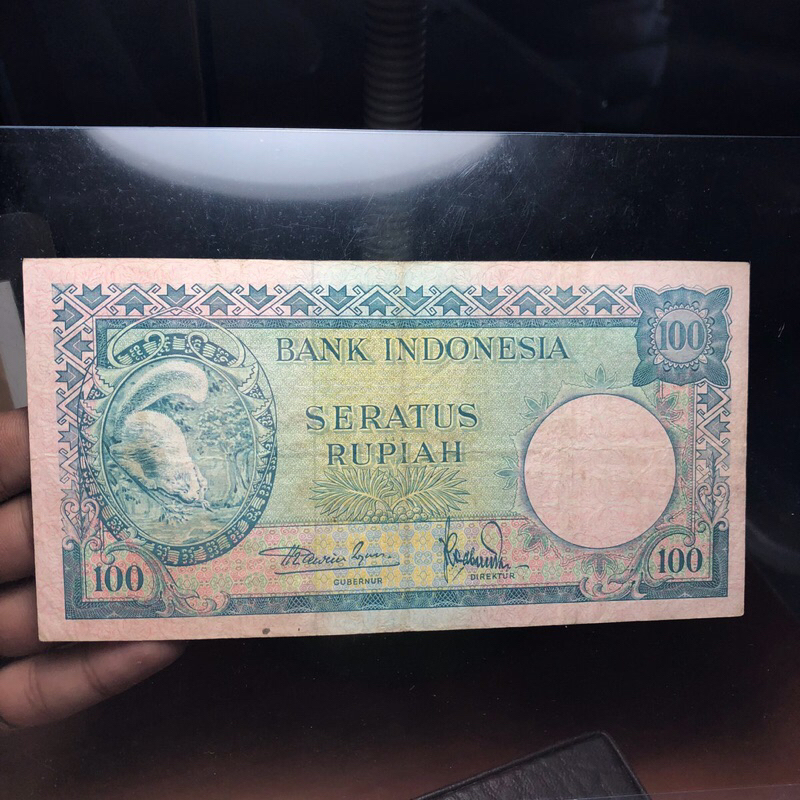 100
BANK INDONESIA
SERATUS
RUPIAH
100
GUBERNUR
DIREKTUR
100